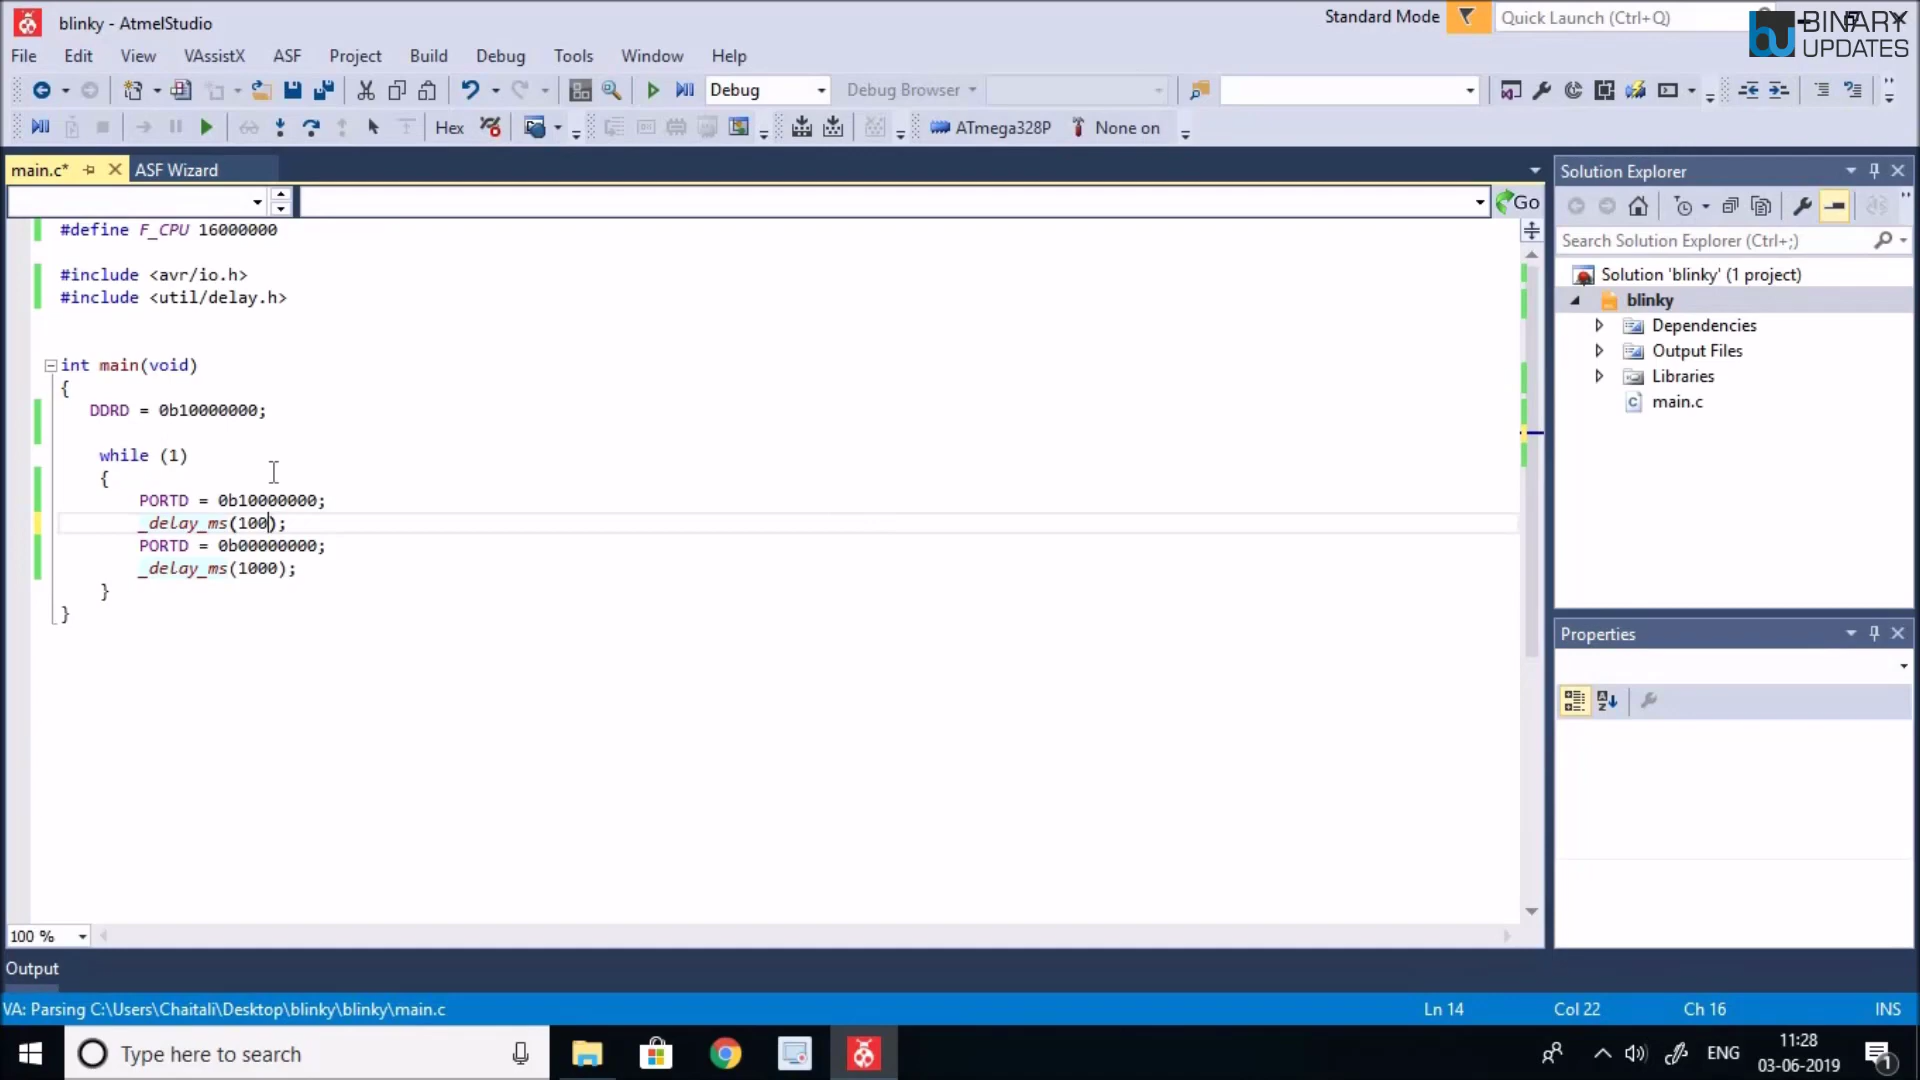 blinky - AtmelStudio
Standard Mode
Quick Launch (Ctrl+Q)
BINARY
UPDATES
File Edit View VAssistX ASF Project Build Debug Tools Window Help
Debug
Debug Browser
Hex
ATmega328P
None on
main.c*
ASF Wizard
Go
#define F_CPU 16000000
#include <avr/io.h>
#include <util/delay.h>
int main(void)
{
DDRD = 0b10000000;
while (1)
{
PORTD = 0b10000000;
_delay_ms(100);
PORTD = 0b00000000;
_delay_ms(1000);
}
}
100 %
Solution Explorer
Search Solution Explorer (Ctrl+;)
Solution 'blinky' (1 project)
blinky
Dependencies
Output Files
Libraries
main.c
Properties
Output
VA: Parsing C:\Users\Chaitali\Desktop\blinky\blinky\main.c
Ln 14
Col 22
Ch 16
INS
Type here to search
ENG
11:28
03-06-2019
1